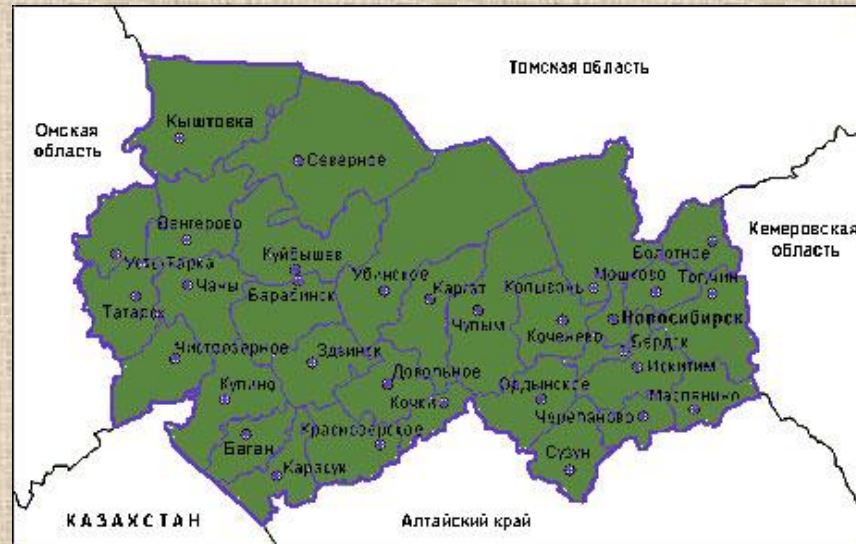 Томская область
Омская
область
Кыштовка
Северное
Кемеровская
область
Венгерово
Болотное
Усть-Тарка
Куйбышев
Мошково
Чаны
Убинское
Каргат
Колывань
Барабинск
Татарск
Чулым
Новосибирск
Коченево
Бердск
Чистоозерное
Здвинск
Искитим
Довольное
Купино
Кочки
Ордынское
Маслянино
Черепаново
Краснозерское
Баган
Сузун
Карасук
КАЗАХСТАН
Алтайский край